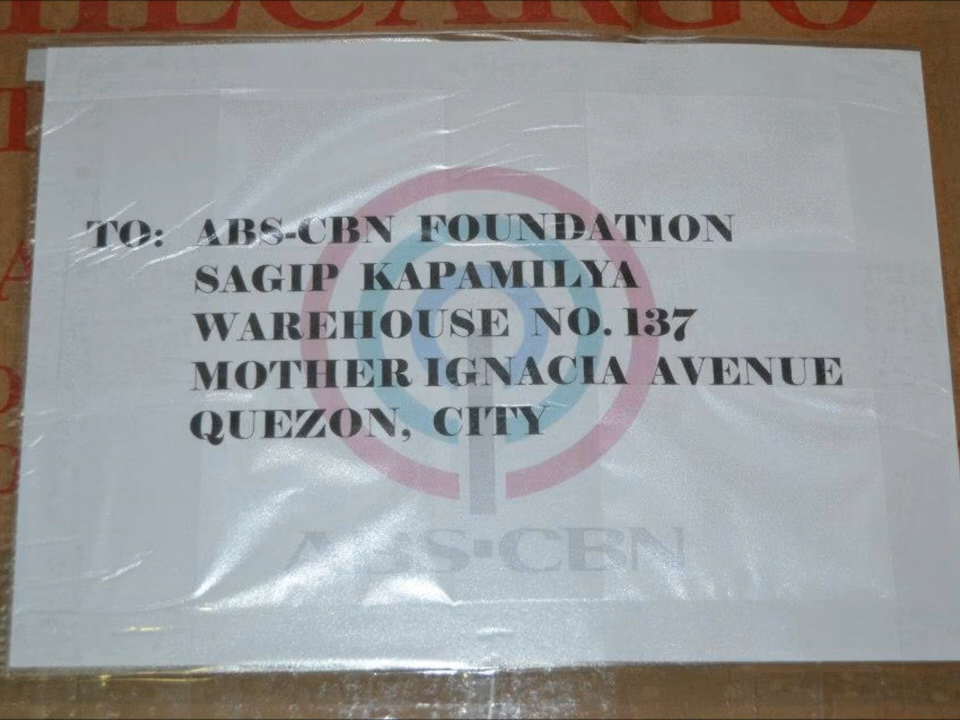 TO: ABS-CBN FOUNDATION
SAGIP KAPAMILYA
WAREHOUSE NO. 137
MOTHER IGNACIA AVENUE
QUEZON, CITY
ABS-CBN